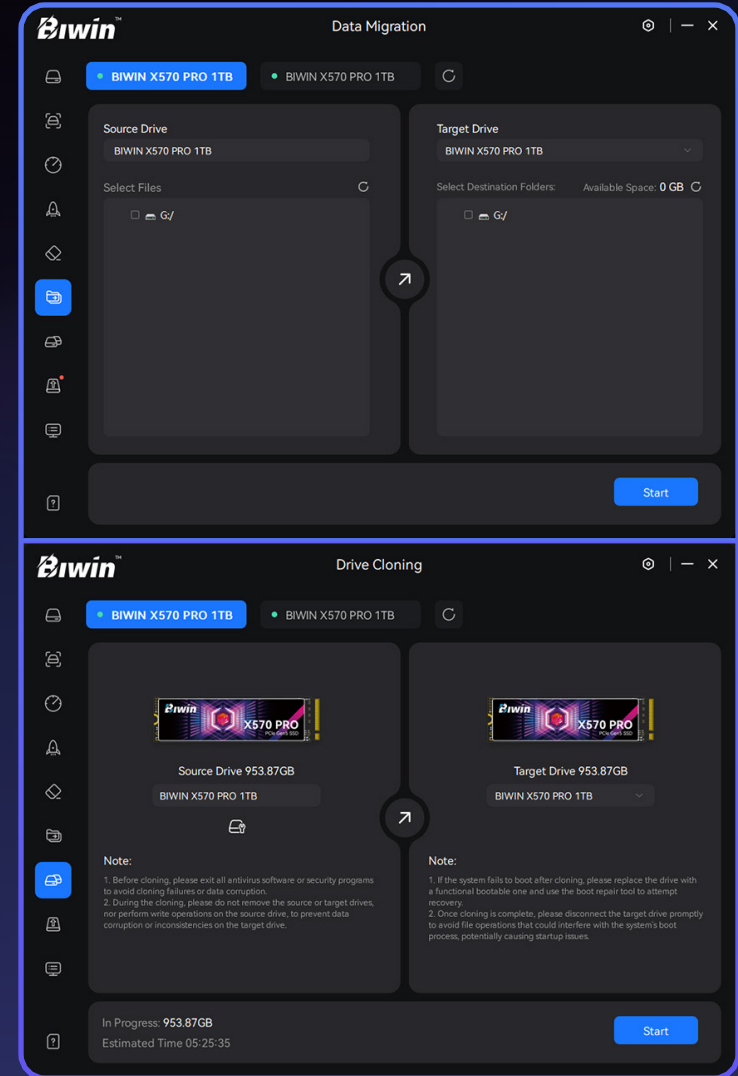 Biwin™
Data Migration
BIWIN X570 PRO 1TB
BIWIN X570 PRO 1TB
Source Drive
BIWIN X570 PRO 1TB
Select Files
G:/
Target Drive
BIWIN X570 PRO 1TB
Select Destination Folders:
Available Space: 0 GB
G:/
Start
Biwin™
Drive Cloning
BIWIN X570 PRO 1TB
BIWIN X570 PRO 1TB
Biwin
X570 PRO
PCIe Gen5 SSD
Source Drive 953.87GB
BIWIN X570 PRO 1TB
Note:
1. Before cloning, please exit all antivirus software or security programs
to avoid cloning failures or data corruption.
2. During the cloning, please do not remove the source or target drives,
nor perform write operations on the source drive, to prevent data
corruption or inconsistencies on the target drive.
Biwin
X570 PRO
PCIe Gen5 SSD
Target Drive 953.87GB
BIWIN X570 PRO 1TB
Note:
1. If the system fails to boot after cloning, please replace the drive with
a functional bootable one and use the boot repair tool to attempt
recovery.
2. Once cloning is complete, please disconnect the target drive promptly
to avoid file operations that could interfere with the system's boot
process, potentially causing startup issues.
In Progress: 953.87GB
Estimated Time 05:25:35
Start